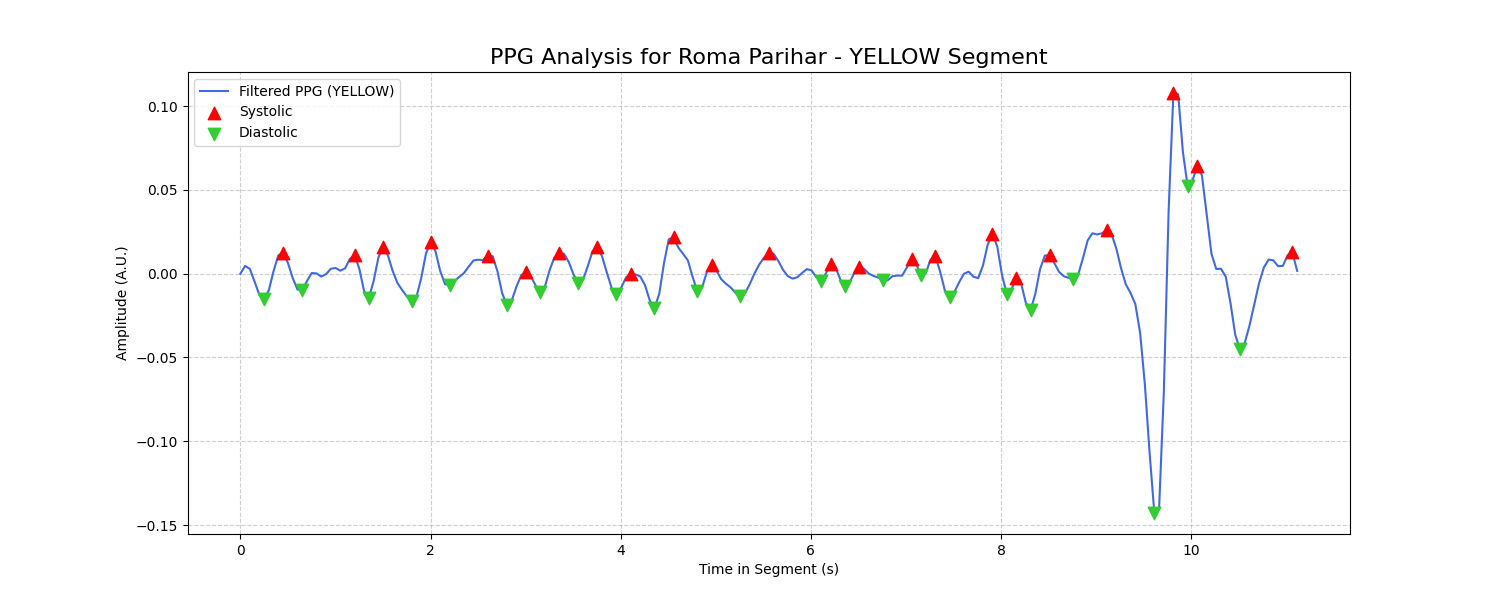 PPG Analysis for Roma Parihar - YELLOW Segment
Filtered PPG (YELLOW)
Systolic
Diastolic
Amplitude (A.U.)
0.10
0.05
0.00
−0.05
−0.10
−0.15
0 2 4 6 8 10
Time in Segment (s)